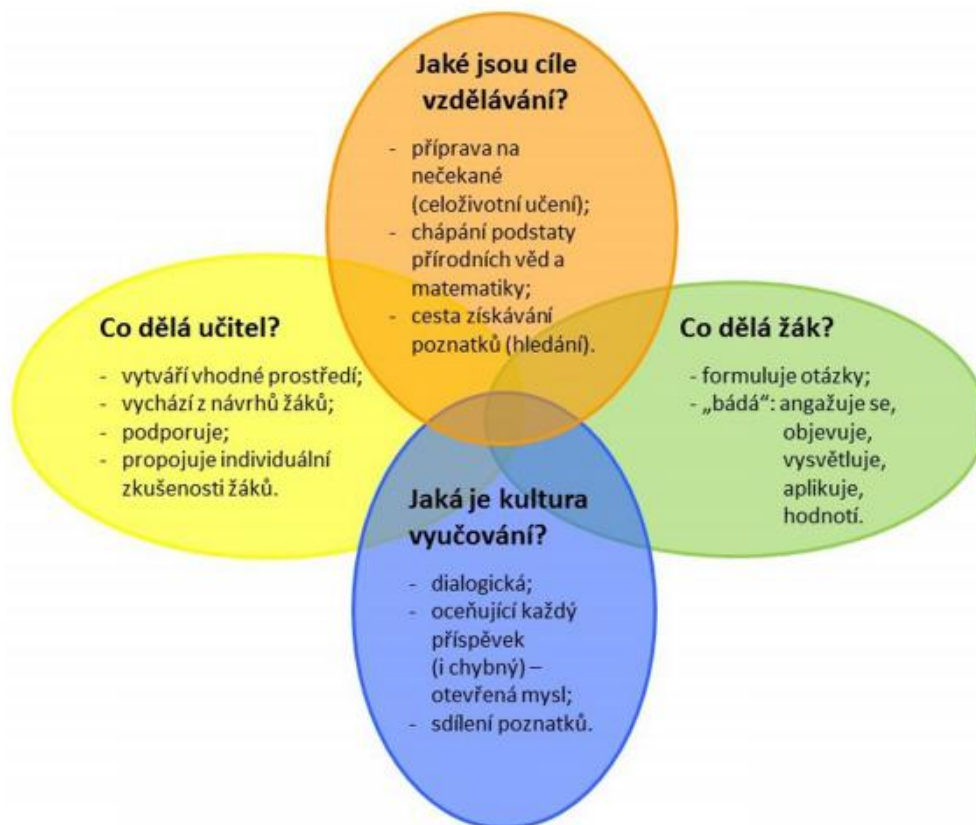 Jaké jsou cíle
vzdělávání?
- příprava na
nečekané
(celoživotní učení);
- chápání podstaty
přírodních věd a
matematiky;
- cesta získávání
poznatků (hledání).
Co dělá učitel?
- vytváří vhodné prostředí;
- vychází z návrhů žáků;
- podporuje;
- propojuje individuální
zkušenosti žáků.
Co dělá žák?
- formuluje otázky;
- „bádá“: angažuje se,
objevuje,
vysvětluje,
aplikuje,
hodnotí.
Jaká je kultura
vyučování?
- dialogická;
- oceňující každý
příspěvek
(i chybný) –
otevřená mysl;
- sdílení poznatků.